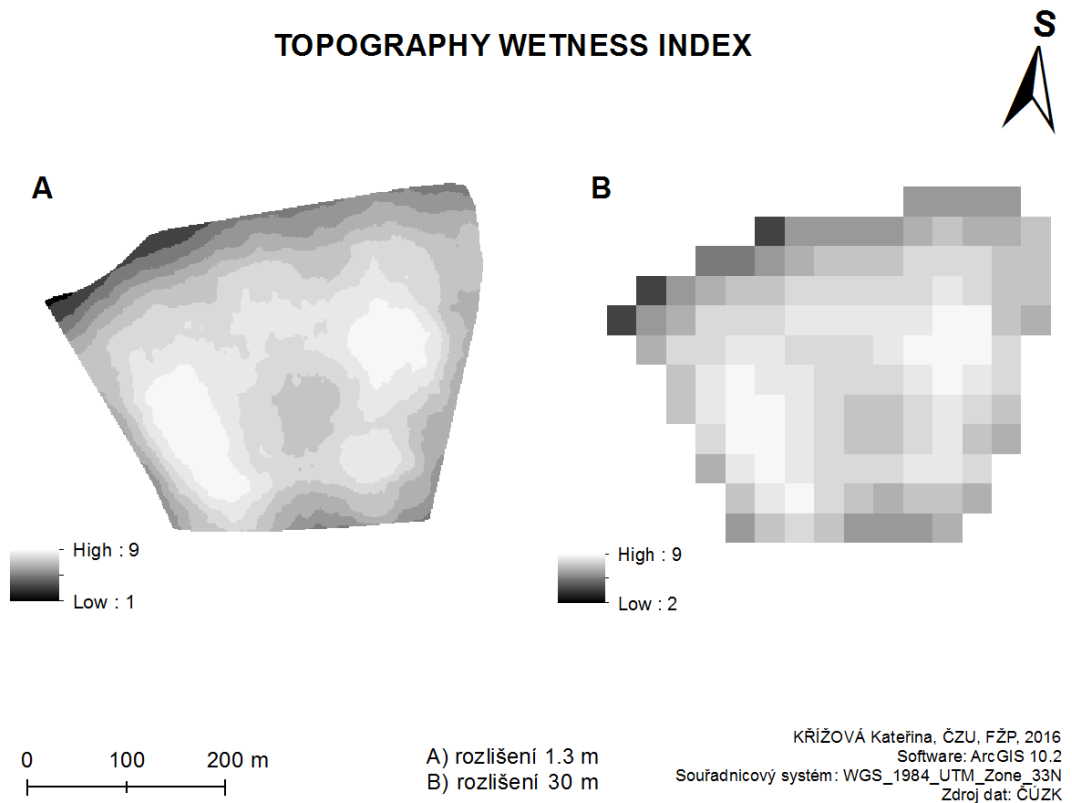 TOPOGRAPHY WETNESS INDEX
S
A
B
High : 9
Low : 1
High : 9
Low : 2
0 100 200 m
A) rozlišení 1.3 m
B) rozlišení 30 m
KŘÍŽOVÁ Kateřina, ČZU, FŽP, 2016
Software: ArcGIS 10.2
Souřadnicový systém: WGS_1984_UTM_Zone_33N
Zdroj dat: ČÚZK